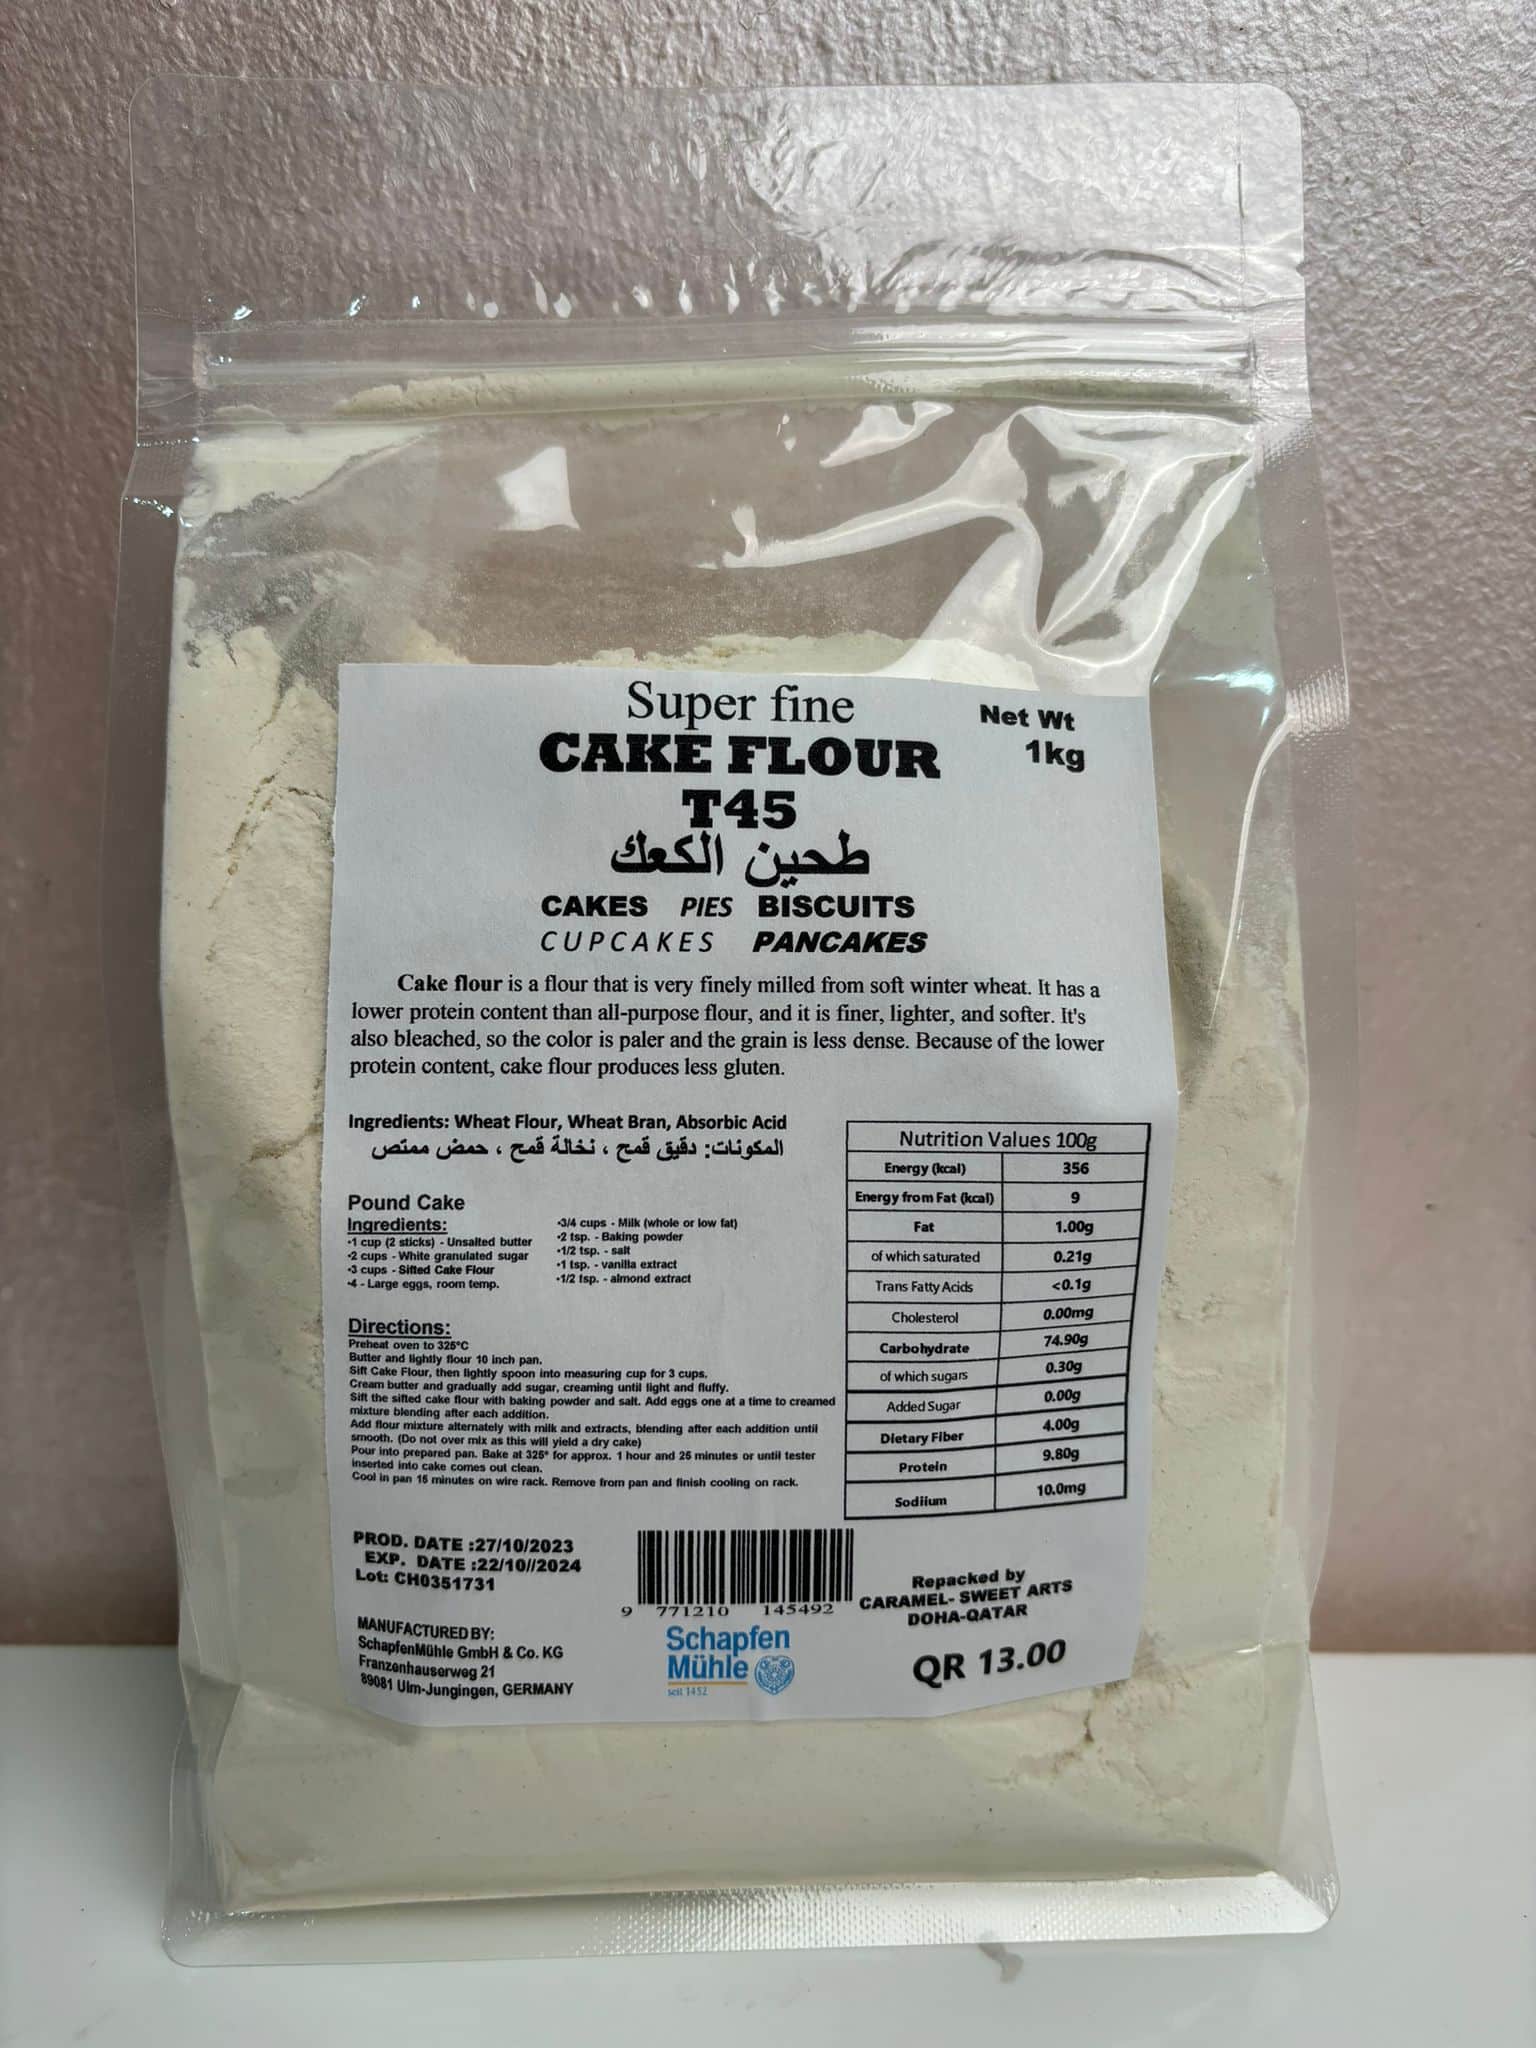 Super fine
Net Wt
1kg
CAKE FLOUR
T45
طحين الكعك
CAKES PIES BISCUITS
CUPCAKES PANCAKES
Cake flour is a flour that is very finely milled from soft winter wheat. It has a
lower protein content than all-purpose flour, and it is finer, lighter, and softer. It's
also bleached, so the color is paler and the grain is less dense. Because of the lower
protein content, cake flour produces less gluten.
Ingredients: Wheat Flour, Wheat Bran, Absorbic Acid
المكونات: دقيق قمح ، نخالة قمح ، حمض ممتص
Pound Cake
Ingredients:
•1 cup (2 sticks) - Unsalted butter
•2 cups - White granulated sugar
•3 cups - Sifted Cake Flour
•4 - Large eggs, room temp.
•3/4 cups - Milk (whole or low fat)
•2 tsp. - Baking powder
•1/2 tsp. - salt
•1 tsp. - vanilla extract
•1/2 tsp. - almond extract
Directions:
Preheat oven to 325°C
Butter and lightly flour 10 inch pan.
Sift Cake Flour, then lightly spoon into measuring cup for 3 cups.
Cream butter and gradually add sugar, creaming until light and fluffy.
Sift the sifted cake flour with baking powder and salt. Add eggs one at a time to creamed
mixture blending after each addition.
Add flour mixture alternately with milk and extracts, blending after each addition until
smooth. (Do not over mix as this will yield a dry cake)
Pour into prepared pan. Bake at 325° for approx. 1 hour and 25 minutes or until tester
inserted into cake comes out clean.
Cool in pan 15 minutes on wire rack. Remove from pan and finish cooling on rack.
Nutrition Values 100g
Energy (kcal) 356
Energy from Fat (kcal) 9
Fat 1.00g
of which saturated 0.21g
Trans Fatty Acids <0.1g
Cholesterol 0.00mg
Carbohydrate 74.90g
of which sugars 0.30g
Added Sugar 0.00g
Dietary Fiber 4.00g
Protein 9.80g
Sodiium 10.0mg
PROD. DATE :27/10/2023
EXP. DATE :22/10//2024
Lot: CH0351731
MANUFACTURED BY:
SchapfenMühle GmbH & Co. KG
Franzenhauserweg 21
89081 Ulm-Jungingen, GERMANY
9 771210 145492
Schapfen
Mühle
seit 1452
Repacked by
CARAMEL- SWEET ARTS
DOHA-QATAR
QR 13.00